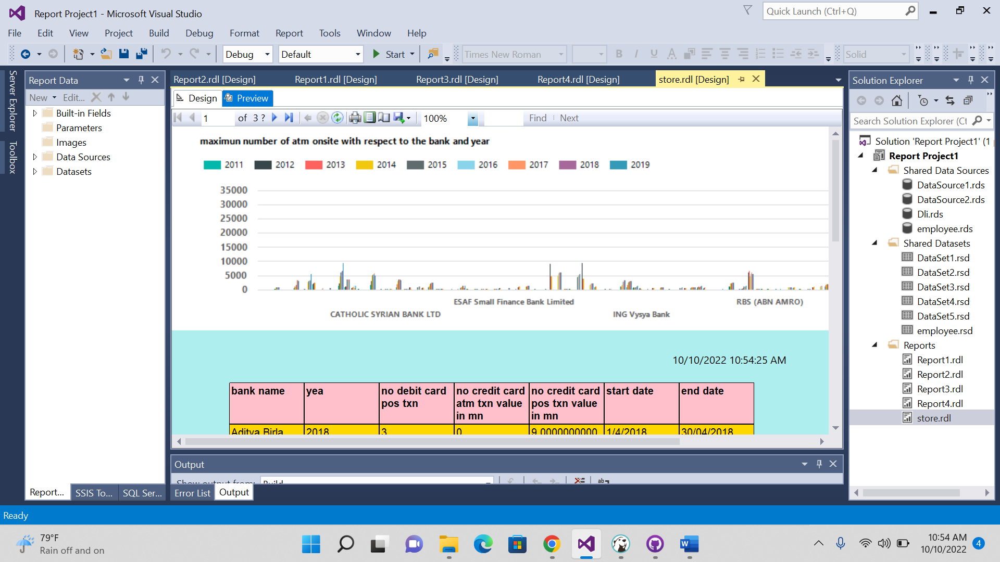 Report Project1 - Microsoft Visual Studio
Quick Launch (Ctrl+Q)
File Edit View Project Build Debug Format Report Tools Window Help
Debug Default Start Times New Roman Solid
Server Explorer
Toolbox
Report Data
New Edit...
Built-in Fields
Parameters
Images
Data Sources
Datasets
Report... SSIS To... SQL Ser...
Report2.rdl [Design] Report1.rdl [Design] Report3.rdl [Design] Report4.rdl [Design] store.rdl [Design]
Design Preview
1 of 3 ? 100% Find Next
maximun number of atm onsite with respect to the bank and year
2011 2012 2013 2014 2015 2016 2017 2018 2019
35000
30000
25000
20000
15000
10000
5000
0
ESAF Small Finance Bank Limited RBS (ABN AMRO)
CATHOLIC SYRIAN BANK LTD ING Vysya Bank
10/10/2022 10:54:25 AM
bank name yea no debit card no credit card no credit card start date end date
pos txn atm txn value pos txn value
in mn in mn
Aditya Birla 2018 3 0 9.0000000000 1/4/2018 30/04/2018
Output
Show output from: Build
Error List Output
Solution Explorer
Search Solution Explorer (Ct
Solution 'Report Project1' (1
Report Project1
Shared Data Sources
DataSource1.rds
DataSource2.rds
Dli.rds
employee.rds
Shared Datasets
DataSet1.rsd
DataSet2.rsd
DataSet3.rsd
DataSet4.rsd
DataSet5.rsd
employee.rsd
Reports
Report1.rdl
Report2.rdl
Report3.rdl
Report4.rdl
store.rdl
Ready
79°F
Rain off and on
10:54 AM
10/10/2022
4